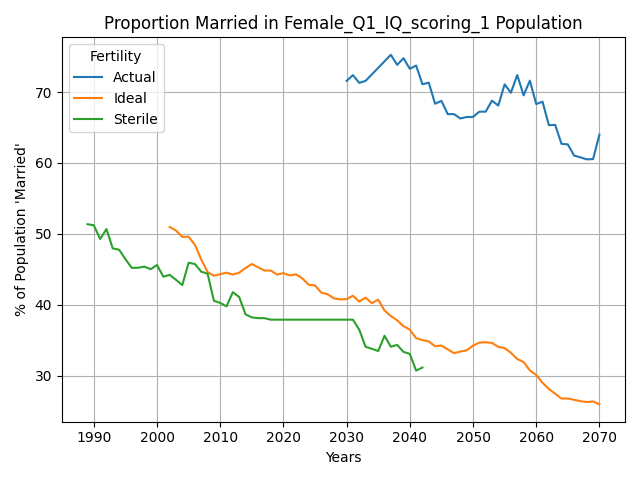 Proportion Married in Female_Q1_IQ_scoring_1 Population
Fertility
Actual
Ideal
Sterile
% of Population 'Married'
70
60
50
40
30
1990 2000 2010 2020 2030 2040 2050 2060 2070
Years